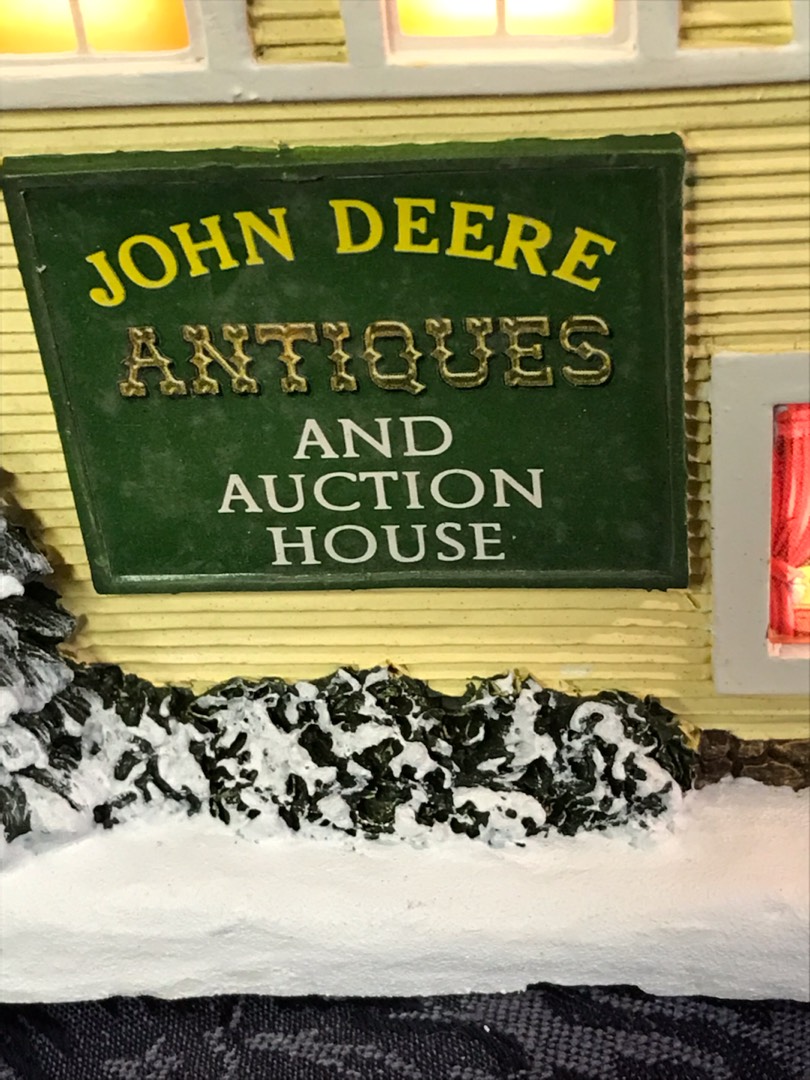 JOHN DEERE
ANTIQUES
AND
AUCTION
HOUSE